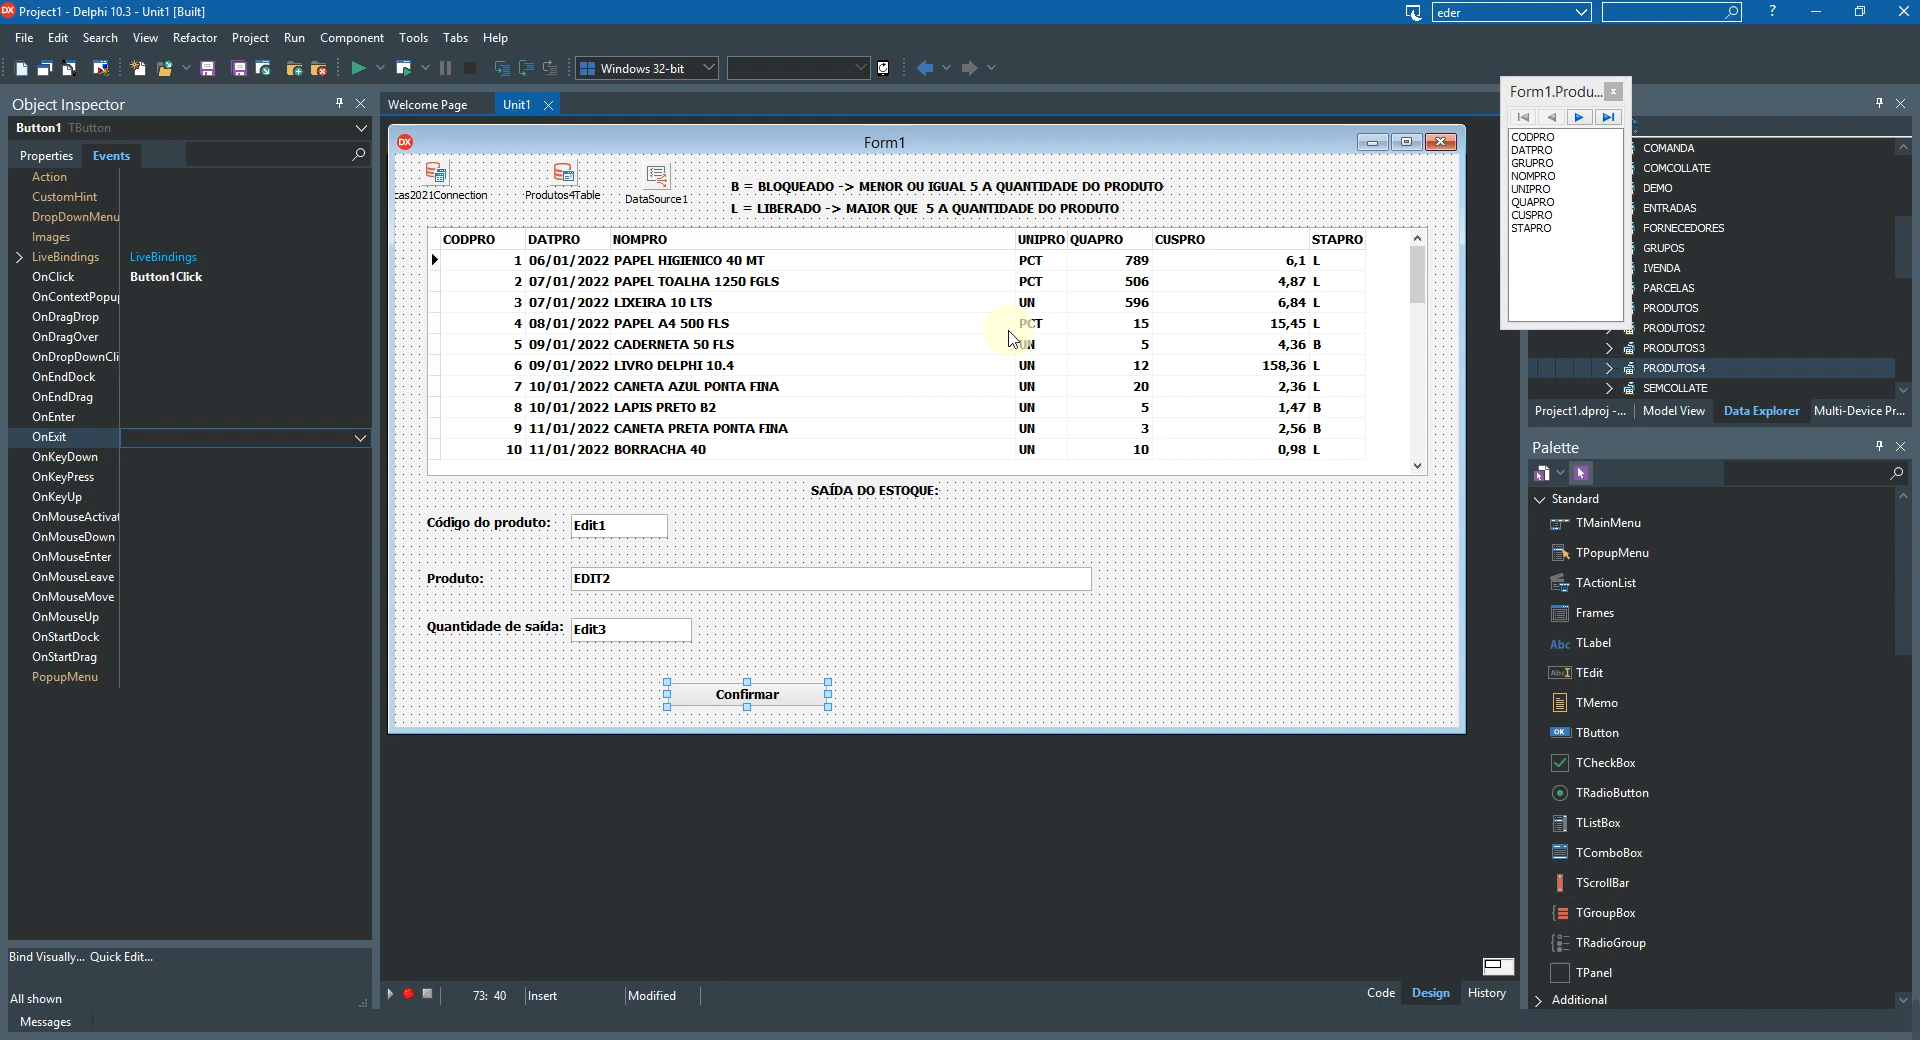 Project1 - Delphi 10.3 - Unit1 [Built]
eder
?
File Edit Search View Refactor Project Run Component Tools Tabs Help
Windows 32-bit
Object Inspector
Button1 TButton
Properties Events
Action
CustomHint
DropDownMenu
Images
LiveBindings LiveBindings
OnClick Button1Click
OnContextPopup
OnDragDrop
OnDragOver
OnDropDownCli
OnEndDock
OnEndDrag
OnEnter
OnExit
OnKeyDown
OnKeyPress
OnKeyUp
OnMouseActivat
OnMouseDown
OnMouseEnter
OnMouseLeave
OnMouseMove
OnMouseUp
OnStartDock
OnStartDrag
PopupMenu
Bind Visually... Quick Edit...
All shown
Messages
Welcome Page Unit1
Form1
cas2021Connection Produtos4Table DataSource1
B = BLOQUEADO -> MENOR OU IGUAL 5 A QUANTIDADE DO PRODUTO
L = LIBERADO -> MAIOR QUE 5 A QUANTIDADE DO PRODUTO
CODPRO DATPRO NOMPRO UNIPRO QUAPRO CUSPRO STAPRO
1 06/01/2022 PAPEL HIGIENICO 40 MT PCT 789 6,1 L
2 07/01/2022 PAPEL TOALHA 1250 FGLS PCT 506 4,87 L
3 07/01/2022 LIXEIRA 10 LTS UN 596 6,84 L
4 08/01/2022 PAPEL A4 500 FLS PCT 15 15,45 L
5 09/01/2022 CADERNETA 50 FLS UN 5 4,36 B
6 09/01/2022 LIVRO DELPHI 10.4 UN 12 158,36 L
7 10/01/2022 CANETA AZUL PONTA FINA UN 20 2,36 L
8 10/01/2022 LAPIS PRETO B2 UN 5 1,47 B
9 11/01/2022 CANETA PRETA PONTA FINA UN 3 2,56 B
10 11/01/2022 BORRACHA 40 UN 10 0,98 L
SAÍDA DO ESTOQUE:
Código do produto: Edit1
Produto: EDIT2
Quantidade de saída: Edit3
Confirmar
73: 40 Insert Modified
Code Design History
Form1.Produ...
CODPRO
DATPRO
GRUPRO
NOMPRO
UNIPRO
QUAPRO
CUSPRO
STAPRO
COMANDA
COMCOLLATE
DEMO
ENTRADAS
FORNECEDORES
GRUPOS
IVENDA
PARCELAS
PRODUTOS
PRODUTOS2
PRODUTOS3
PRODUTOS4
SEMCOLLATE
Project1.dproj -... Model View Data Explorer Multi-Device Pr...
Palette
Standard
TMainMenu
TPopupMenu
TActionList
Frames
Abc TLabel
TEdit
TMemo
OK TButton
TCheckBox
TRadioButton
TListBox
TComboBox
TScrollBar
TGroupBox
TRadioGroup
TPanel
Additional